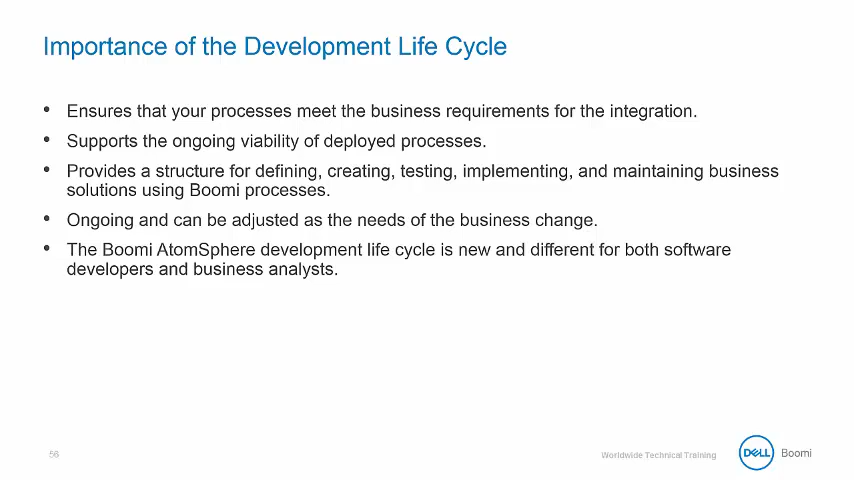 Importance of the Development Life Cycle
• Ensures that your processes meet the business requirements for the integration.
• Supports the ongoing viability of deployed processes.
• Provides a structure for defining, creating, testing, implementing, and maintaining business
solutions using Boomi processes.
• Ongoing and can be adjusted as the needs of the business change.
• The Boomi AtomSphere development life cycle is new and different for both software
developers and business analysts.
56
Worldwide Technical Training
DELL
Boomi